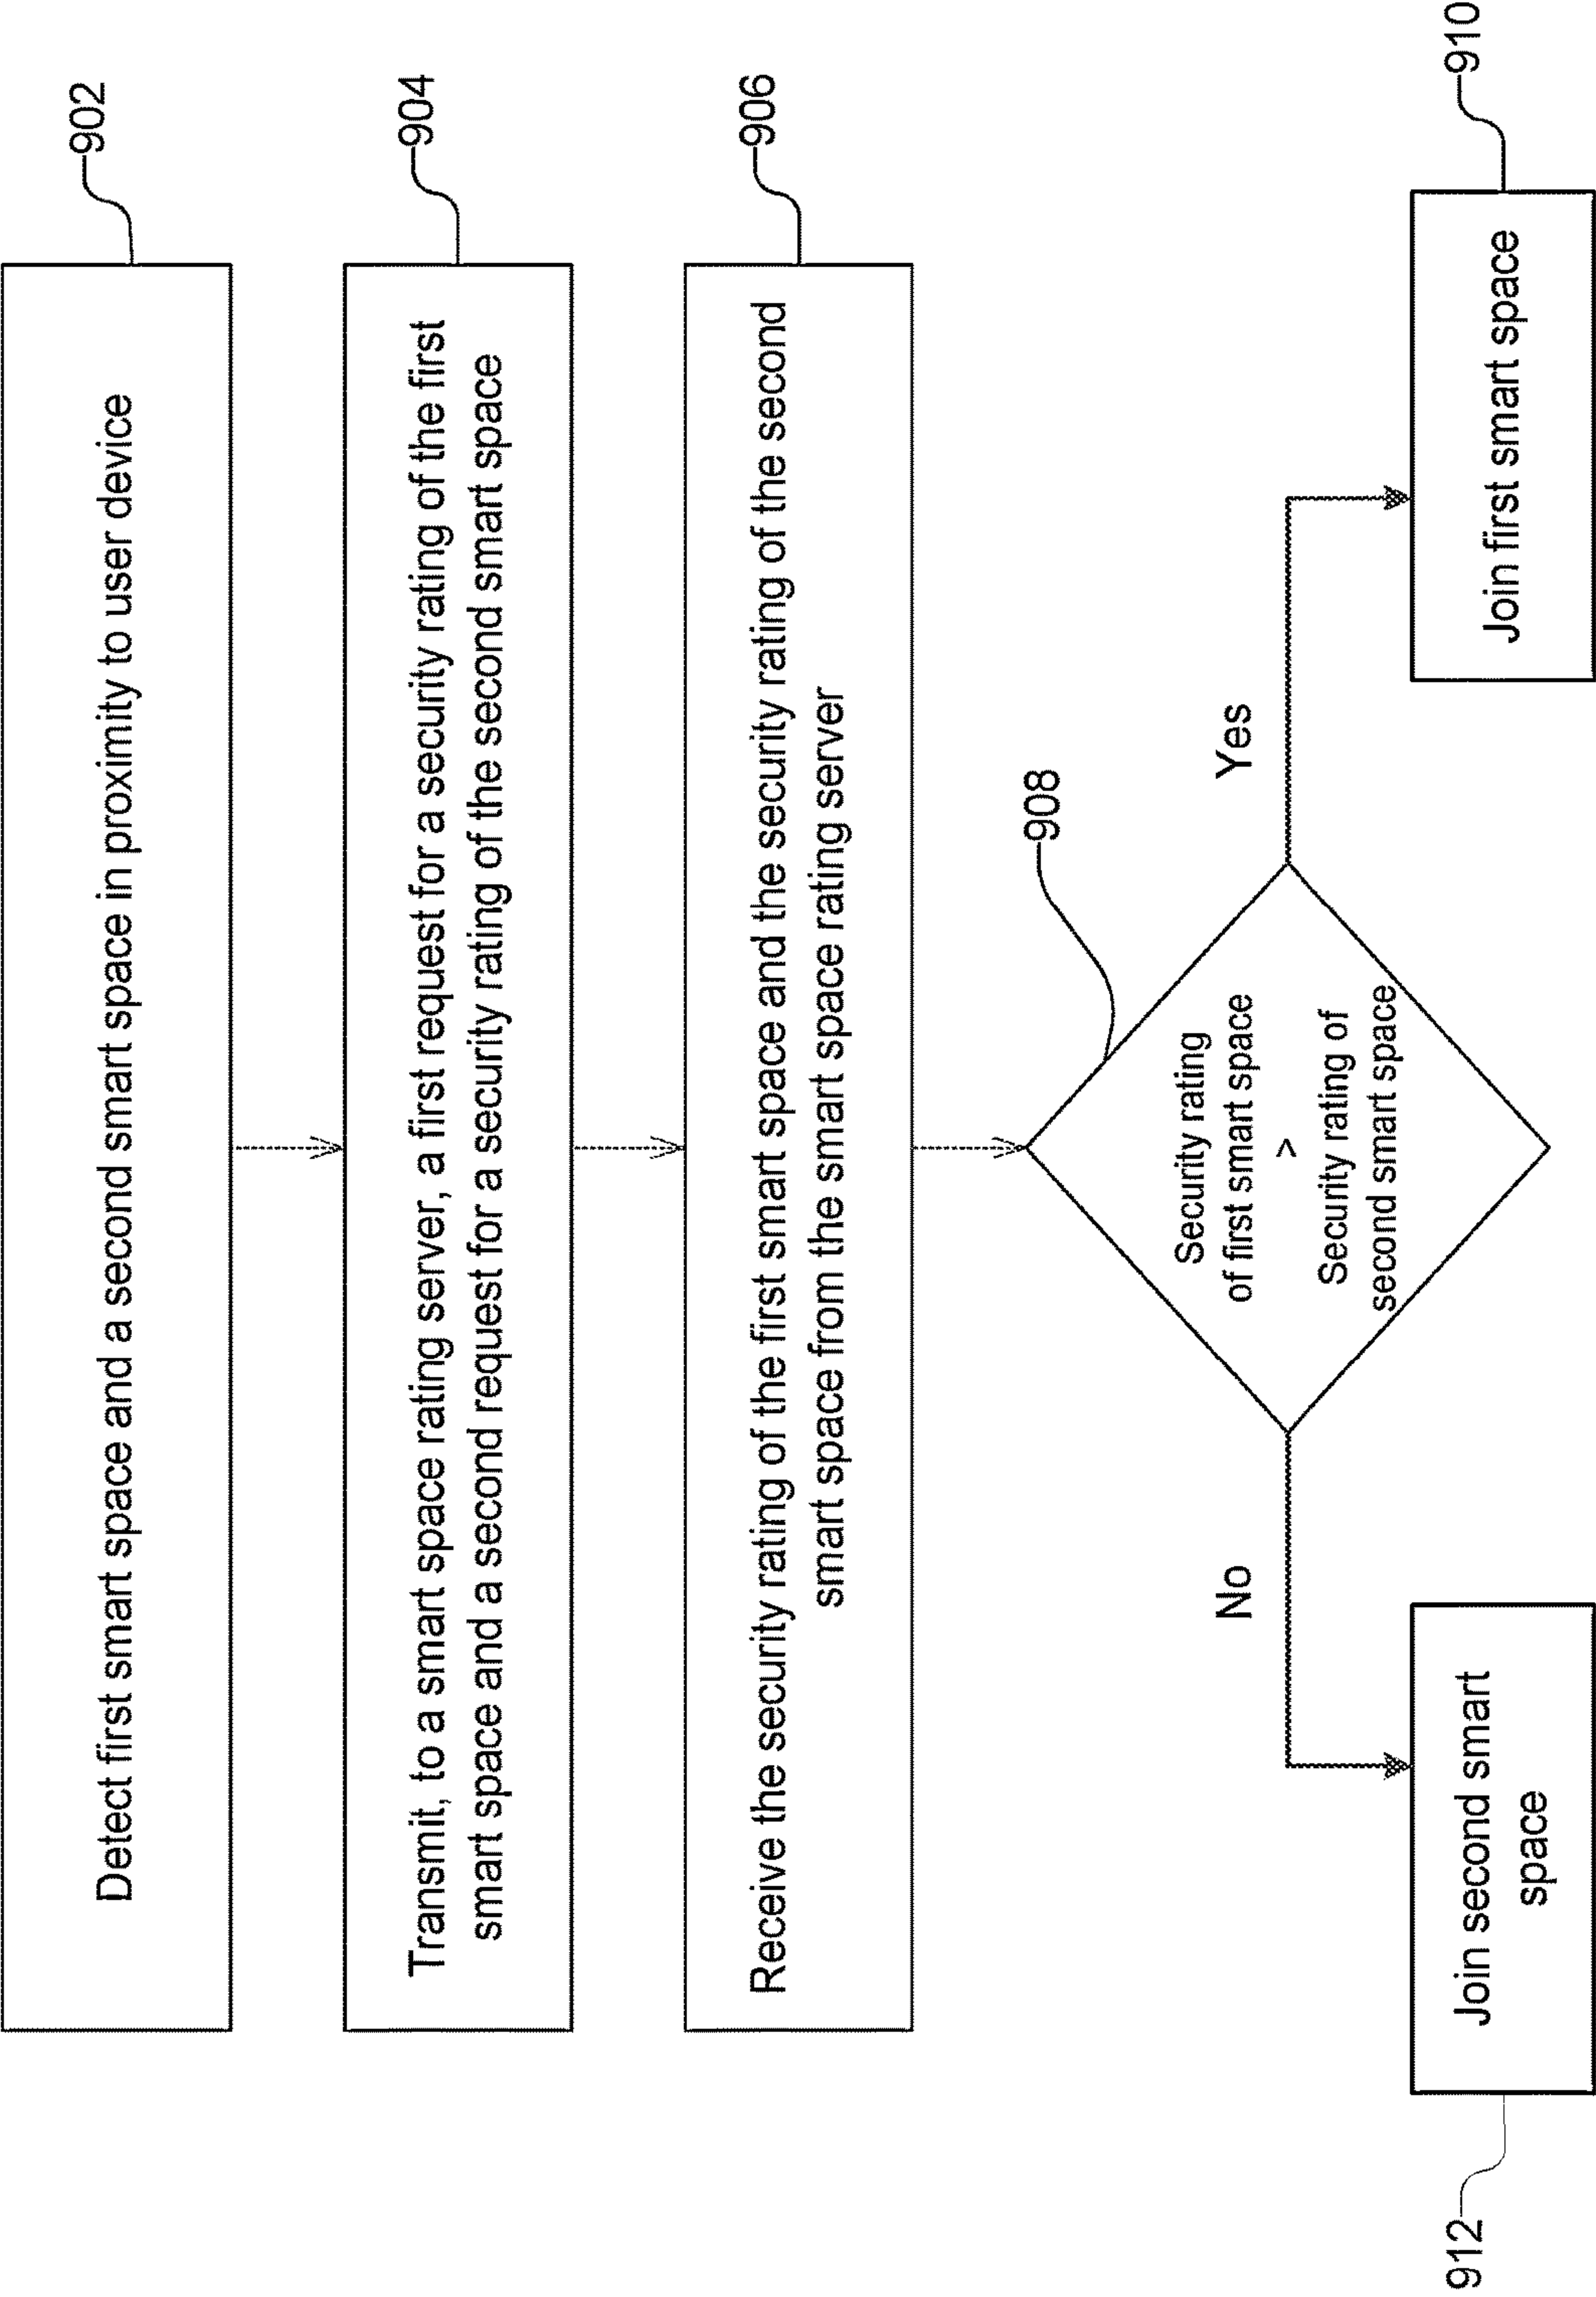 Detect first smart space and a second smart space in proximity to user device
902
Transmit, to a smart space rating server, a first request for a security rating of the first
smart space and a second request for a security rating of the second smart space
904
Receive the security rating of the first smart space and the security rating of the second
smart space from the smart space rating server
906
908
Security rating
of first smart space
>
Security rating of
second smart space
No
Yes
Join second smart
space
912
Join first smart space
910